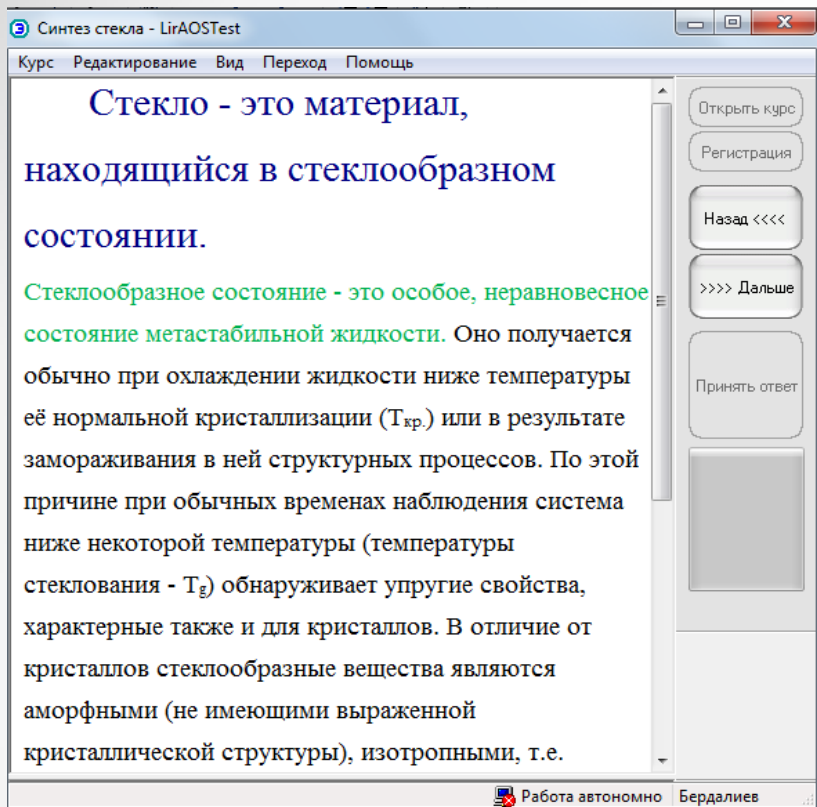 Синтез стекла - LirAOSTest
Курс Редактирование Вид Переход Помощь
Стекло - это материал,
находящийся в стеклообразном
состоянии.
Стеклообразное состояние - это особое, неравновесное
состояние метастабильной жидкости. Оно получается
обычно при охлаждении жидкости ниже температуры
её нормальной кристаллизации (Ткр.) или в результате
замораживания в ней структурных процессов. По этой
причине при обычных временах наблюдения система
ниже некоторой температуры (температуры
стеклования - Tg) обнаруживает упругие свойства,
характерные также и для кристаллов. В отличие от
кристаллов стеклообразные вещества являются
аморфными (не имеющими выраженной
кристаллической структуры), изотропными, т.е.
Открыть курс
Регистрация
Назад <<<<
>>>> Дальше
Принять ответ
Работа автономно Бердалиев